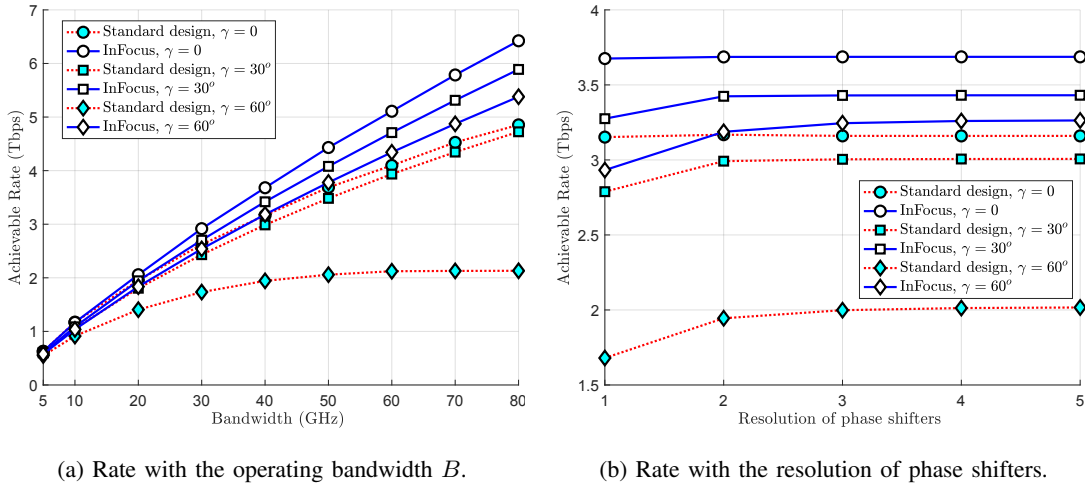 7
6
5
4
3
2
1
0
Achievable Rate (Tbps)
Standard design, γ = 0
InFocus, γ = 0
Standard design, γ = 30°
InFocus, γ = 30°
Standard design, γ = 60°
InFocus, γ = 60°
5 10 20 30 40 50 60 70 80
Bandwidth (GHz)
(a) Rate with the operating bandwidth B.
4
3.5
3
2.5
2
1.5
Achievable Rate (Tbps)
Standard design, γ = 0
InFocus, γ = 0
Standard design, γ = 30°
InFocus, γ = 30°
Standard design, γ = 60°
InFocus, γ = 60°
1 2 3 4 5
Resolution of phase shifters
(b) Rate with the resolution of phase shifters.